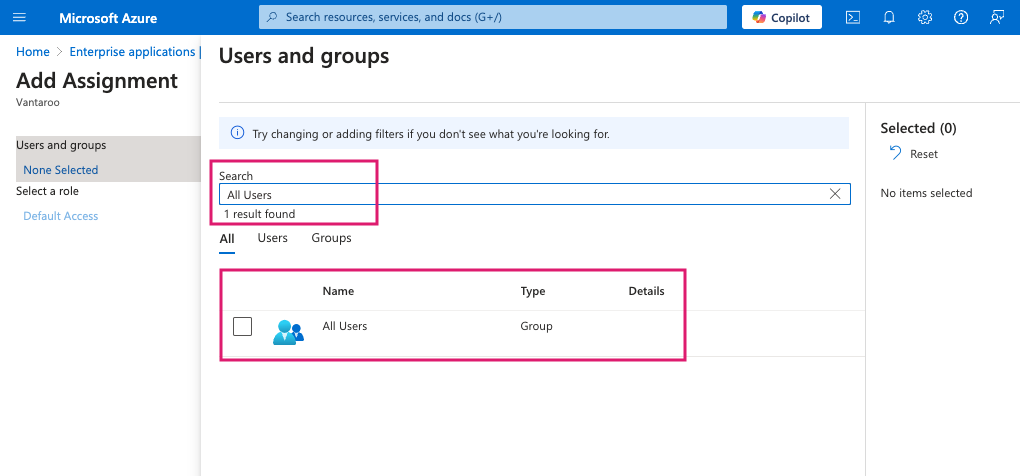 Microsoft Azure
Search resources, services, and docs (G+/)
Copilot
Home > Enterprise applications |
Add Assignment
Vantaroo
Users and groups
None Selected
Select a role
Default Access
Users and groups
Try changing or adding filters if you don't see what you're looking for.
Search
All Users
1 result found
All Users Groups
Name Type Details
All Users Group
Selected (0)
Reset
No items selected